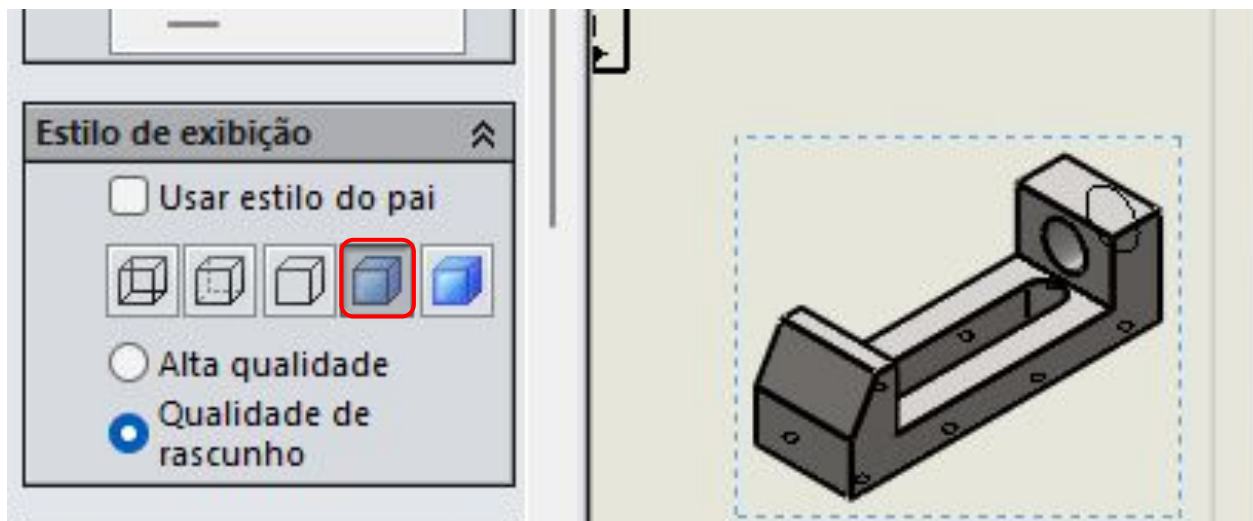 Estilo de exibição
Usar estilo do pai
Alta qualidade
Qualidade de
rascunho